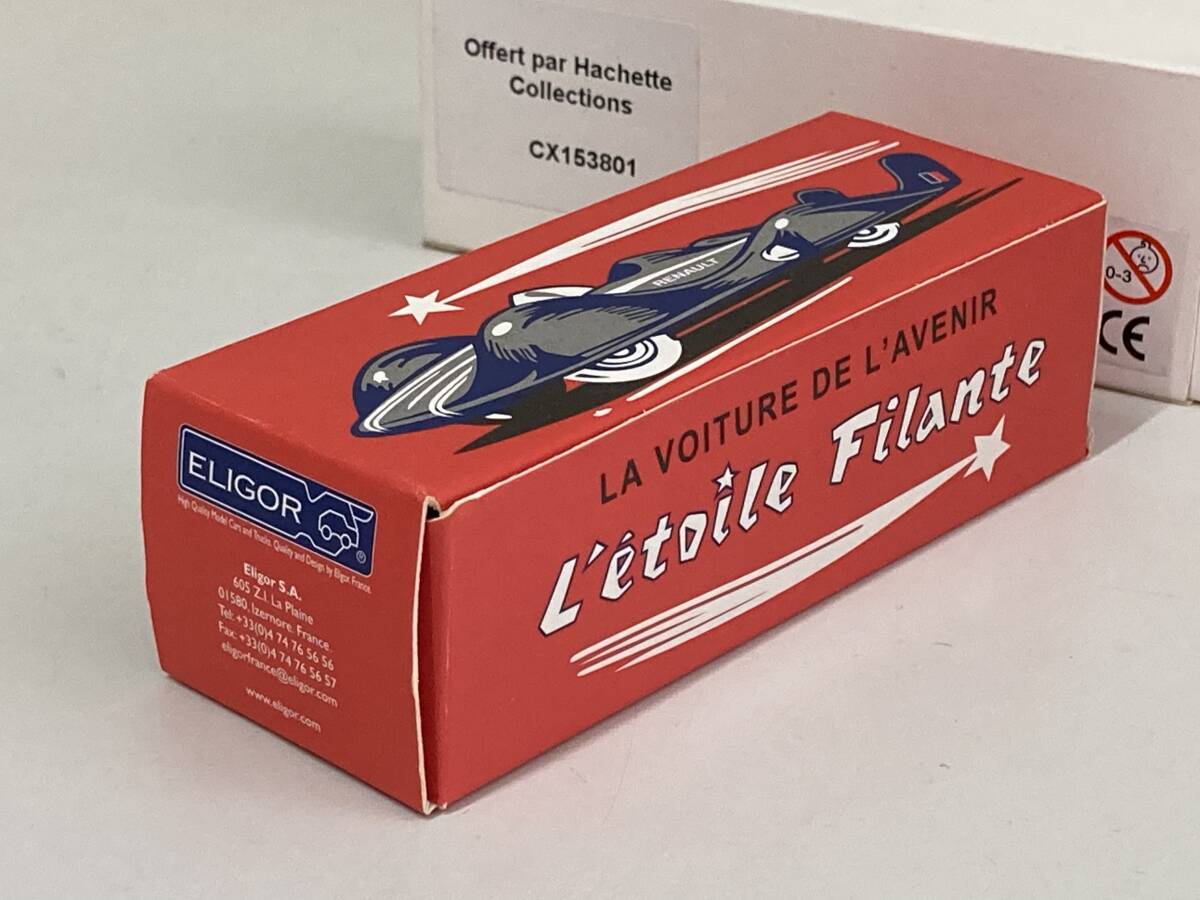 Offert par Hachette
Collections
CX153801
0-3
CE
RENAULT
LA VOITURE DE L'AVENIR
L'étoile Filante
ELIGOR
®
High Quality Model Cars and Trucks. Quality and Design by Eligor France.
Eligor S.A.
605 Z.I. La Plaine
01580. Izernore. France.
Tel: +33(0)4 74 76 56 56
Fax: +33(0)4 74 76 56 57
eligorfrance@eligor.com
www.eligor.com